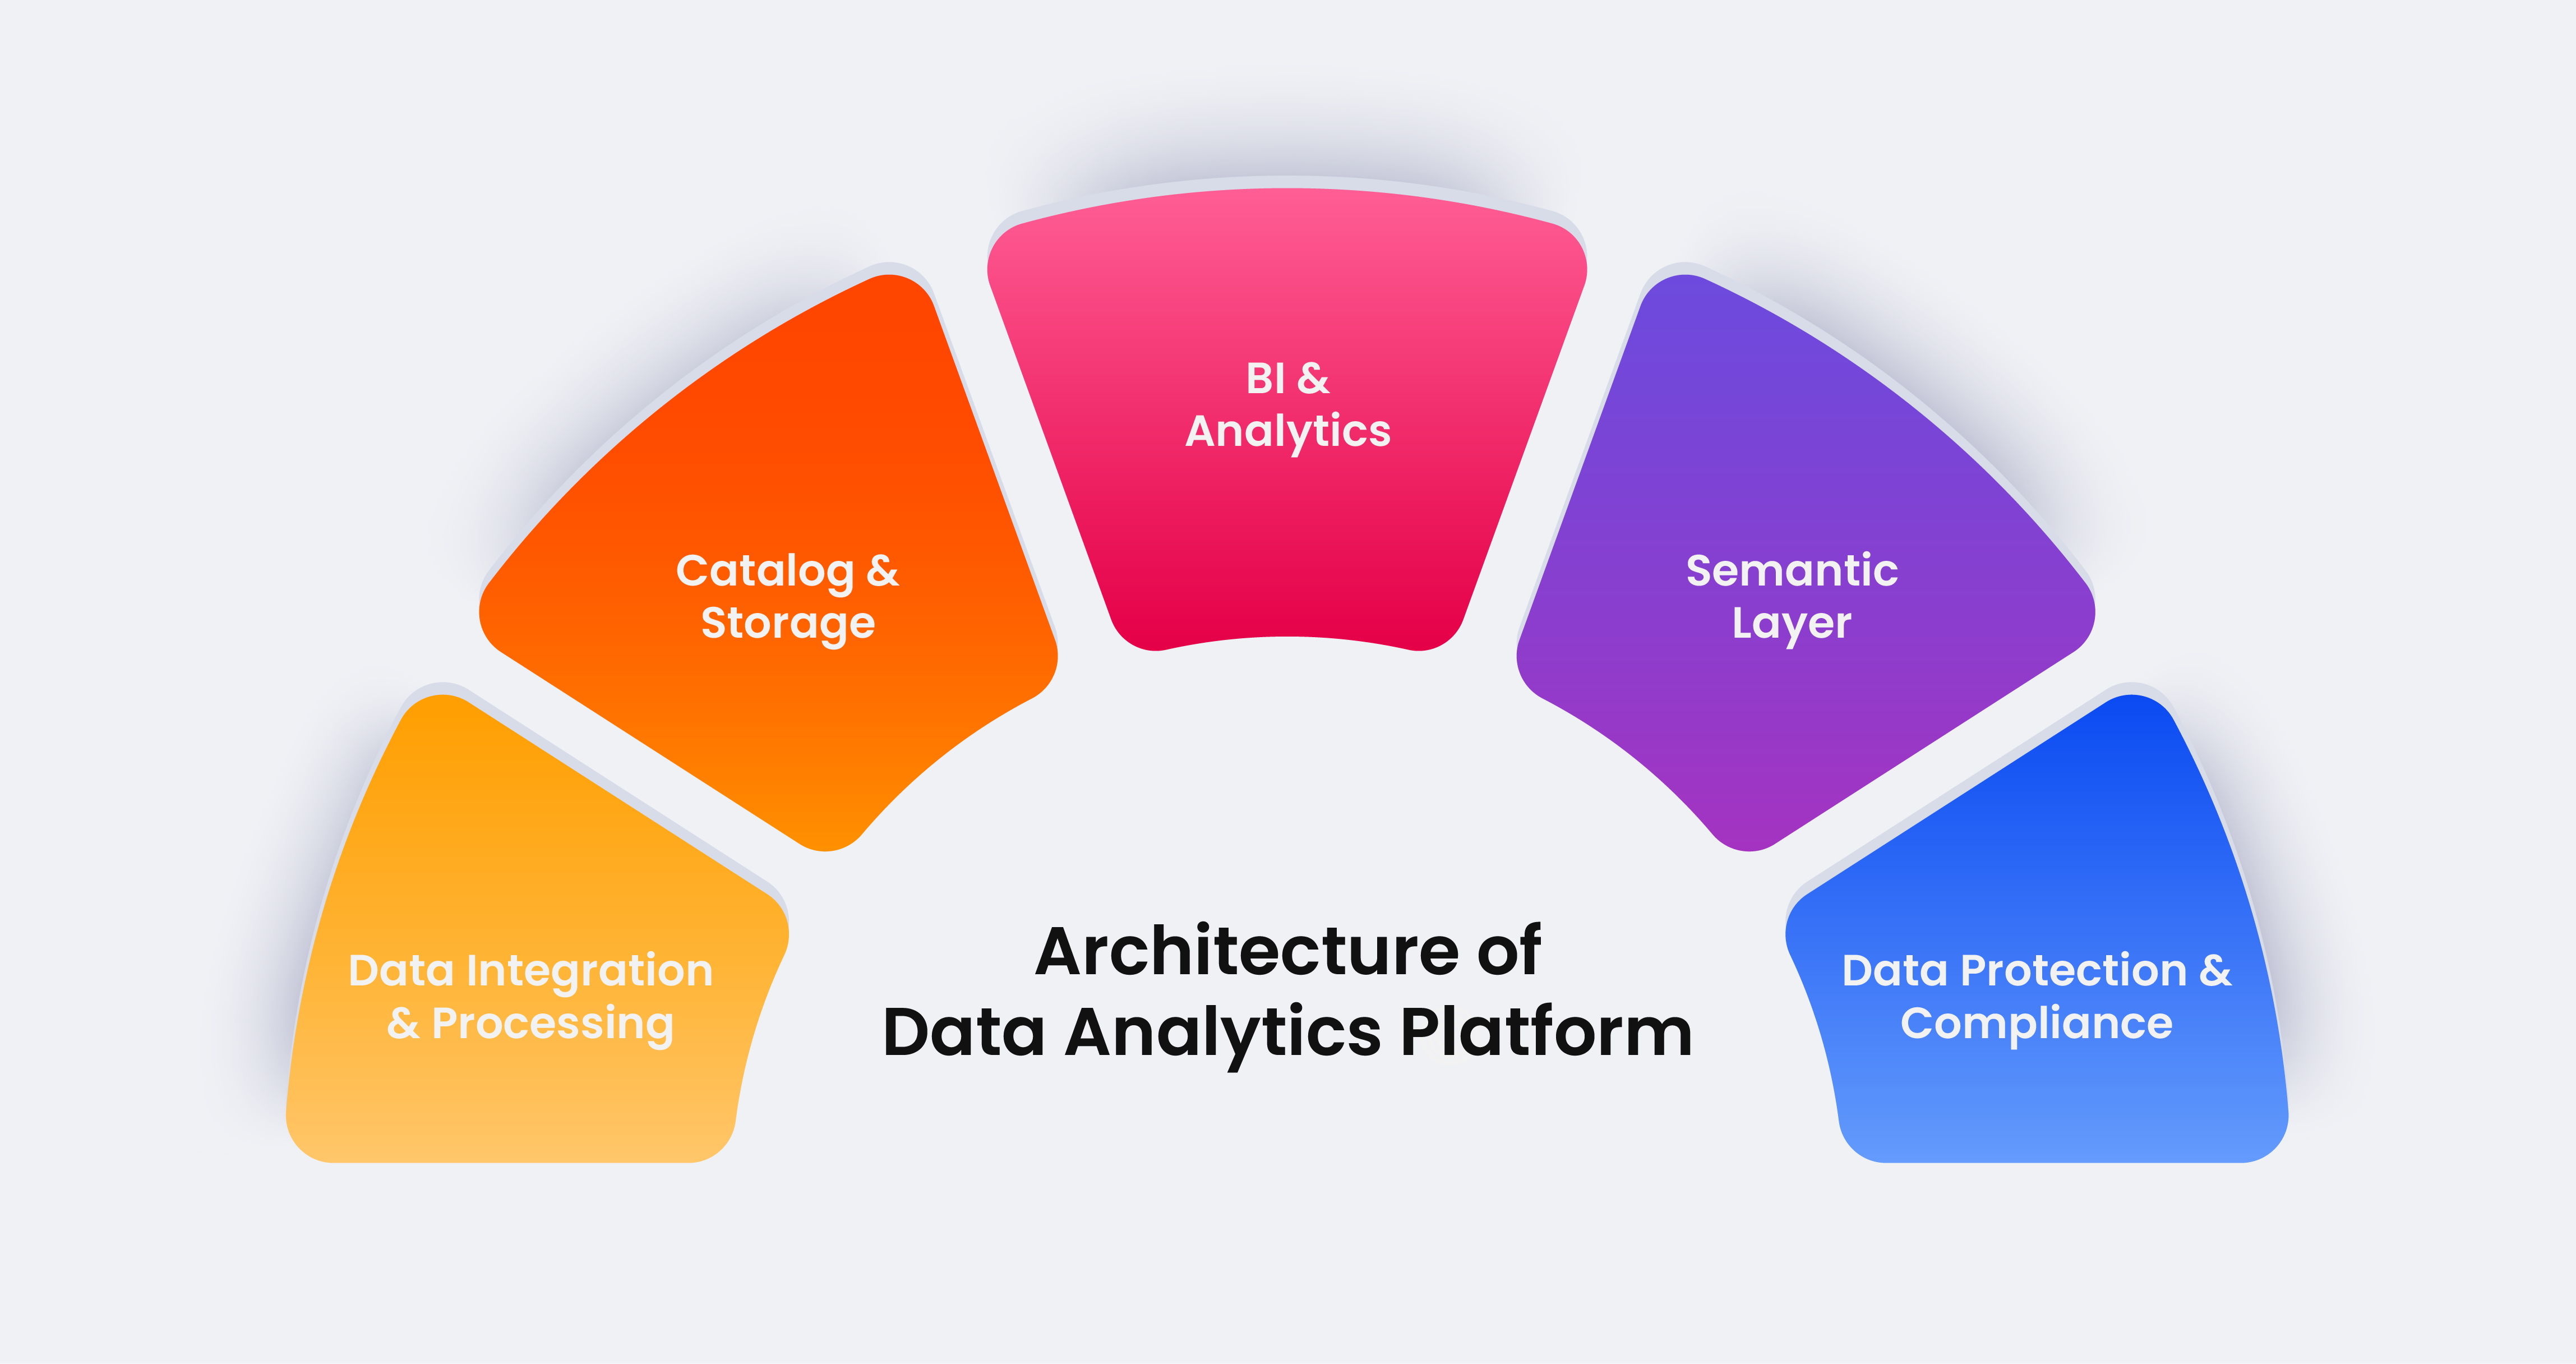 Data Integration
& Processing
Catalog &
Storage
BI &
Analytics
Semantic
Layer
Data Protection &
Compliance
Architecture of
Data Analytics Platform